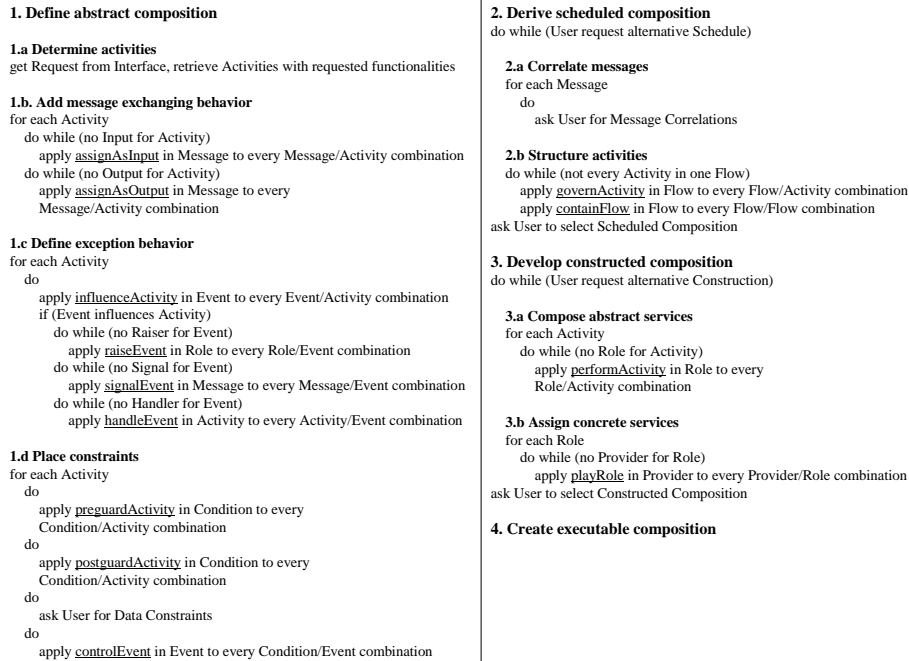 1. Define abstract composition
1.a Determine activities
get Request from Interface, retrieve Activities with requested functionalities
1.b. Add message exchanging behavior
for each Activity
do while (no Input for Activity)
apply assignAsInput in Message to every Message/Activity combination
do while (no Output for Activity)
apply assignAsOutput in Message to every
Message/Activity combination
1.c Define exception behavior
for each Activity
do
apply influenceActivity in Event to every Event/Activity combination
if (Event influences Activity)
do while (no Raiser for Event)
apply raiseEvent in Role to every Role/Event combination
do while (no Signal for Event)
apply signalEvent in Message to every Message/Event combination
do while (no Handler for Event)
apply handleEvent in Activity to every Activity/Event combination
1.d Place constraints
for each Activity
do
apply preguardActivity in Condition to every
Condition/Activity combination
do
apply postguardActivity in Condition to every
Condition/Activity combination
do
ask User for Data Constraints
do
apply controlEvent in Event to every Condition/Event combination
2. Derive scheduled composition
do while (User request alternative Schedule)
2.a Correlate messages
for each Message
do
ask User for Message Correlations
2.b Structure activities
do while (not every Activity in one Flow)
apply governActivity in Flow to every Flow/Activity combination
apply containFlow in Flow to every Flow/Flow combination
ask User to select Scheduled Composition
3. Develop constructed composition
do while (User request alternative Construction)
3.a Compose abstract services
for each Activity
do while (no Role for Activity)
apply performActivity in Role to every
Role/Activity combination
3.b Assign concrete services
for each Role
do while (no Provider for Role)
apply playRole in Provider to every Provider/Role combination
ask User to select Constructed Composition
4. Create executable composition